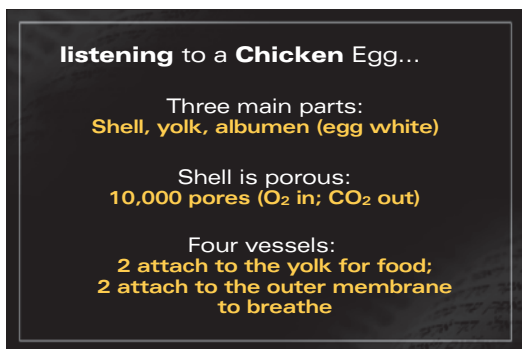 listening to a Chicken Egg...
Three main parts:
Shell, yolk, albumen (egg white)
Shell is porous:
10,000 pores (O₂ in; CO₂ out)
Four vessels:
2 attach to the yolk for food;
2 attach to the outer membrane
to breathe